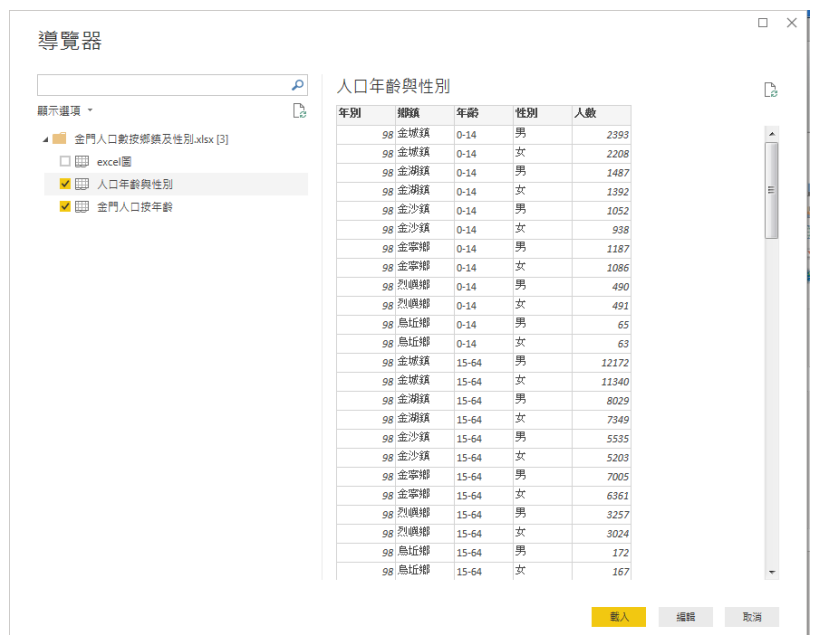 導覽器
顯示選項
金門人口數按鄉鎮及性別.xlsx [3]
excel圖
人口年齡與性別
金門人口按年齡
人口年齡與性別
年別 鄉鎮 年齡 性別 人數
98 金城鎮 0-14 男 2393
98 金城鎮 0-14 女 2208
98 金湖鎮 0-14 男 1487
98 金湖鎮 0-14 女 1392
98 金沙鎮 0-14 男 1052
98 金沙鎮 0-14 女 938
98 金寧鄉 0-14 男 1187
98 金寧鄉 0-14 女 1086
98 烈嶼鄉 0-14 男 490
98 烈嶼鄉 0-14 女 491
98 烏坵鄉 0-14 男 65
98 烏坵鄉 0-14 女 63
98 金城鎮 15-64 男 12172
98 金城鎮 15-64 女 11340
98 金湖鎮 15-64 男 8029
98 金湖鎮 15-64 女 7349
98 金沙鎮 15-64 男 5535
98 金沙鎮 15-64 女 5203
98 金寧鄉 15-64 男 7005
98 金寧鄉 15-64 女 6361
98 烈嶼鄉 15-64 男 3257
98 烈嶼鄉 15-64 女 3024
98 烏坵鄉 15-64 男 172
98 烏坵鄉 15-64 女 167
載入 編輯 取消